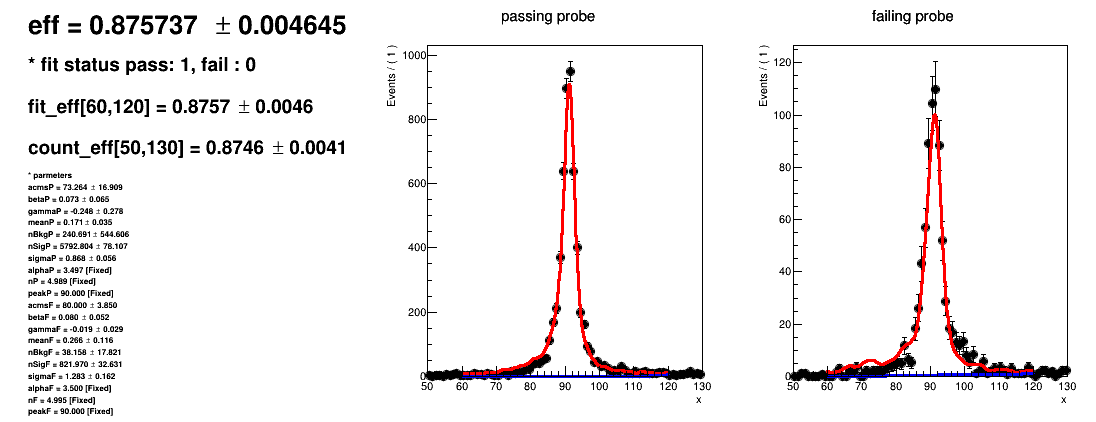 eff = 0.875737 ± 0.004645
* fit status pass: 1, fail : 0
fit_eff[60,120] = 0.8757 ± 0.0046
count_eff[50,130] = 0.8746 ± 0.0041
* parmeters
acmsP = 73.264 ± 16.909
betaP = 0.073 ± 0.065
gammaP = -0.248 ± 0.278
meanP = 0.171 ± 0.035
nBkgP = 240.691 ± 544.606
nSigP = 5792.804 ± 78.107
sigmaP = 0.868 ± 0.056
alphaP = 3.497 [Fixed]
nP = 4.989 [Fixed]
peakP = 90.000 [Fixed]
acmsF = 80.000 ± 3.850
betaF = 0.080 ± 0.052
gammaF = -0.019 ± 0.029
meanF = 0.266 ± 0.116
nBkgF = 38.158 ± 17.821
nSigF = 821.970 ± 32.631
sigmaF = 1.283 ± 0.162
alphaF = 3.500 [Fixed]
nF = 4.995 [Fixed]
peakF = 90.000 [Fixed]
passing probe
Events / ( 1 )
1000
800
600
400
200
0
50 60 70 80 90 100 110 120 130
x
failing probe
Events / ( 1 )
120
100
80
60
40
20
0
50 60 70 80 90 100 110 120 130
x